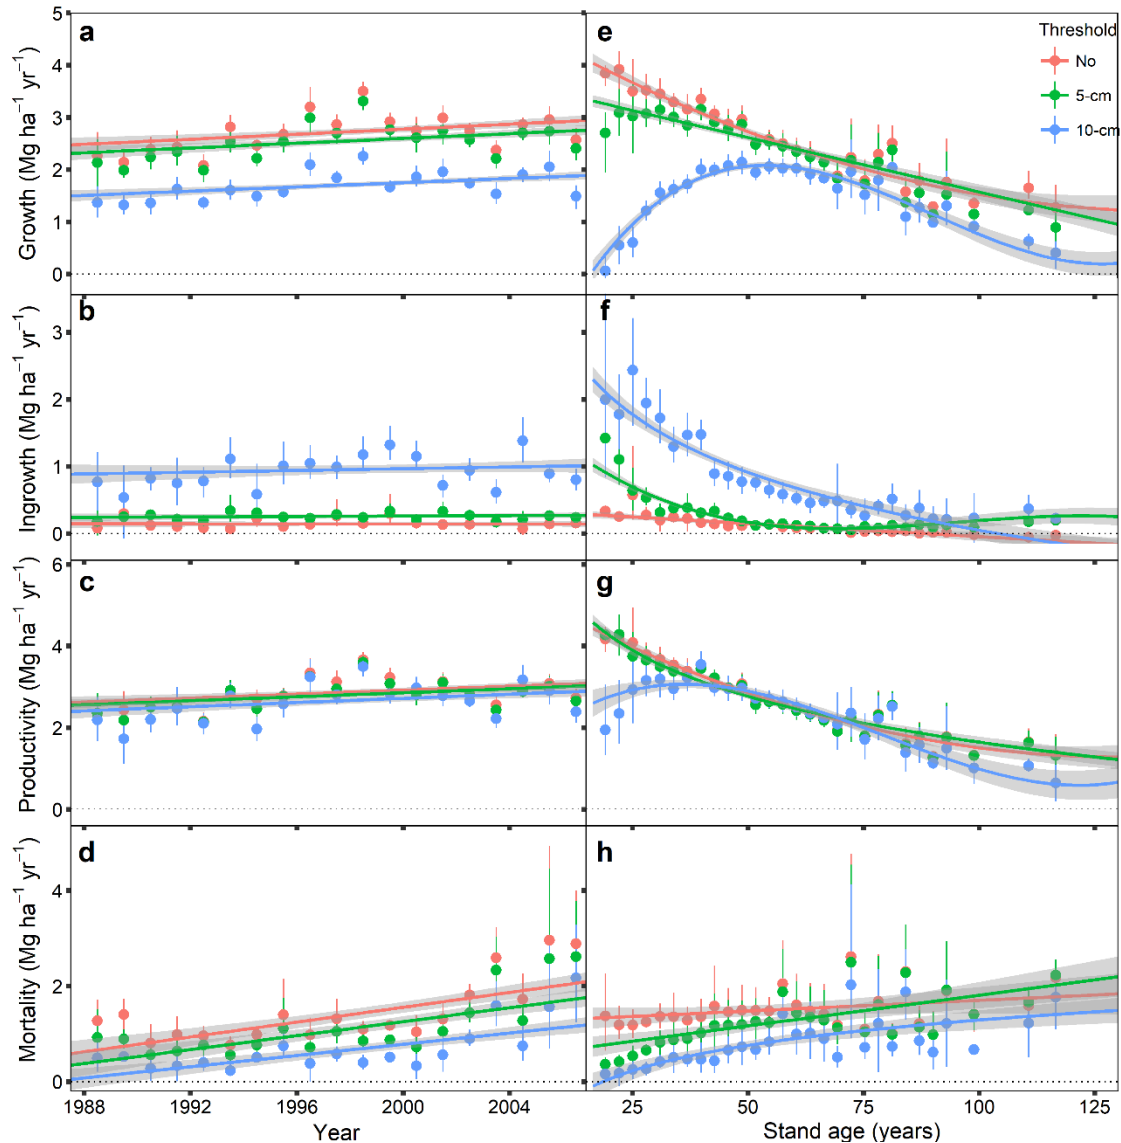 a
5
4
3
2
1
0
Growth (Mg ha⁻¹ yr⁻¹)
e
Threshold
No
5-cm
10-cm
b
3
2
1
0
Ingrowth (Mg ha⁻¹ yr⁻¹)
f
c
6
4
2
0
Productivity (Mg ha⁻¹ yr⁻¹)
g
d
4
2
0
Mortality (Mg ha⁻¹ yr⁻¹)
h
1988 1992 1996 2000 2004
Year
25 50 75 100 125
Stand age (years)